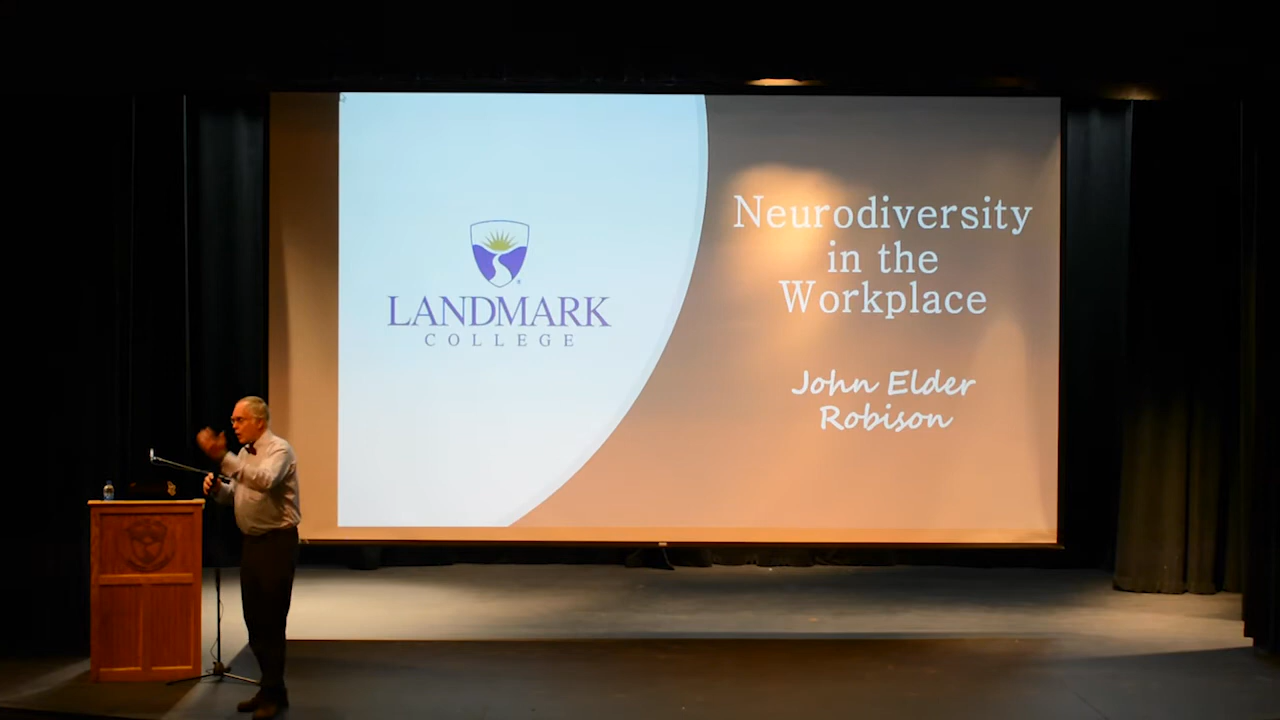 LANDMARK
COLLEGE
Neurodiversity
in the
Workplace
John Elder
Robison